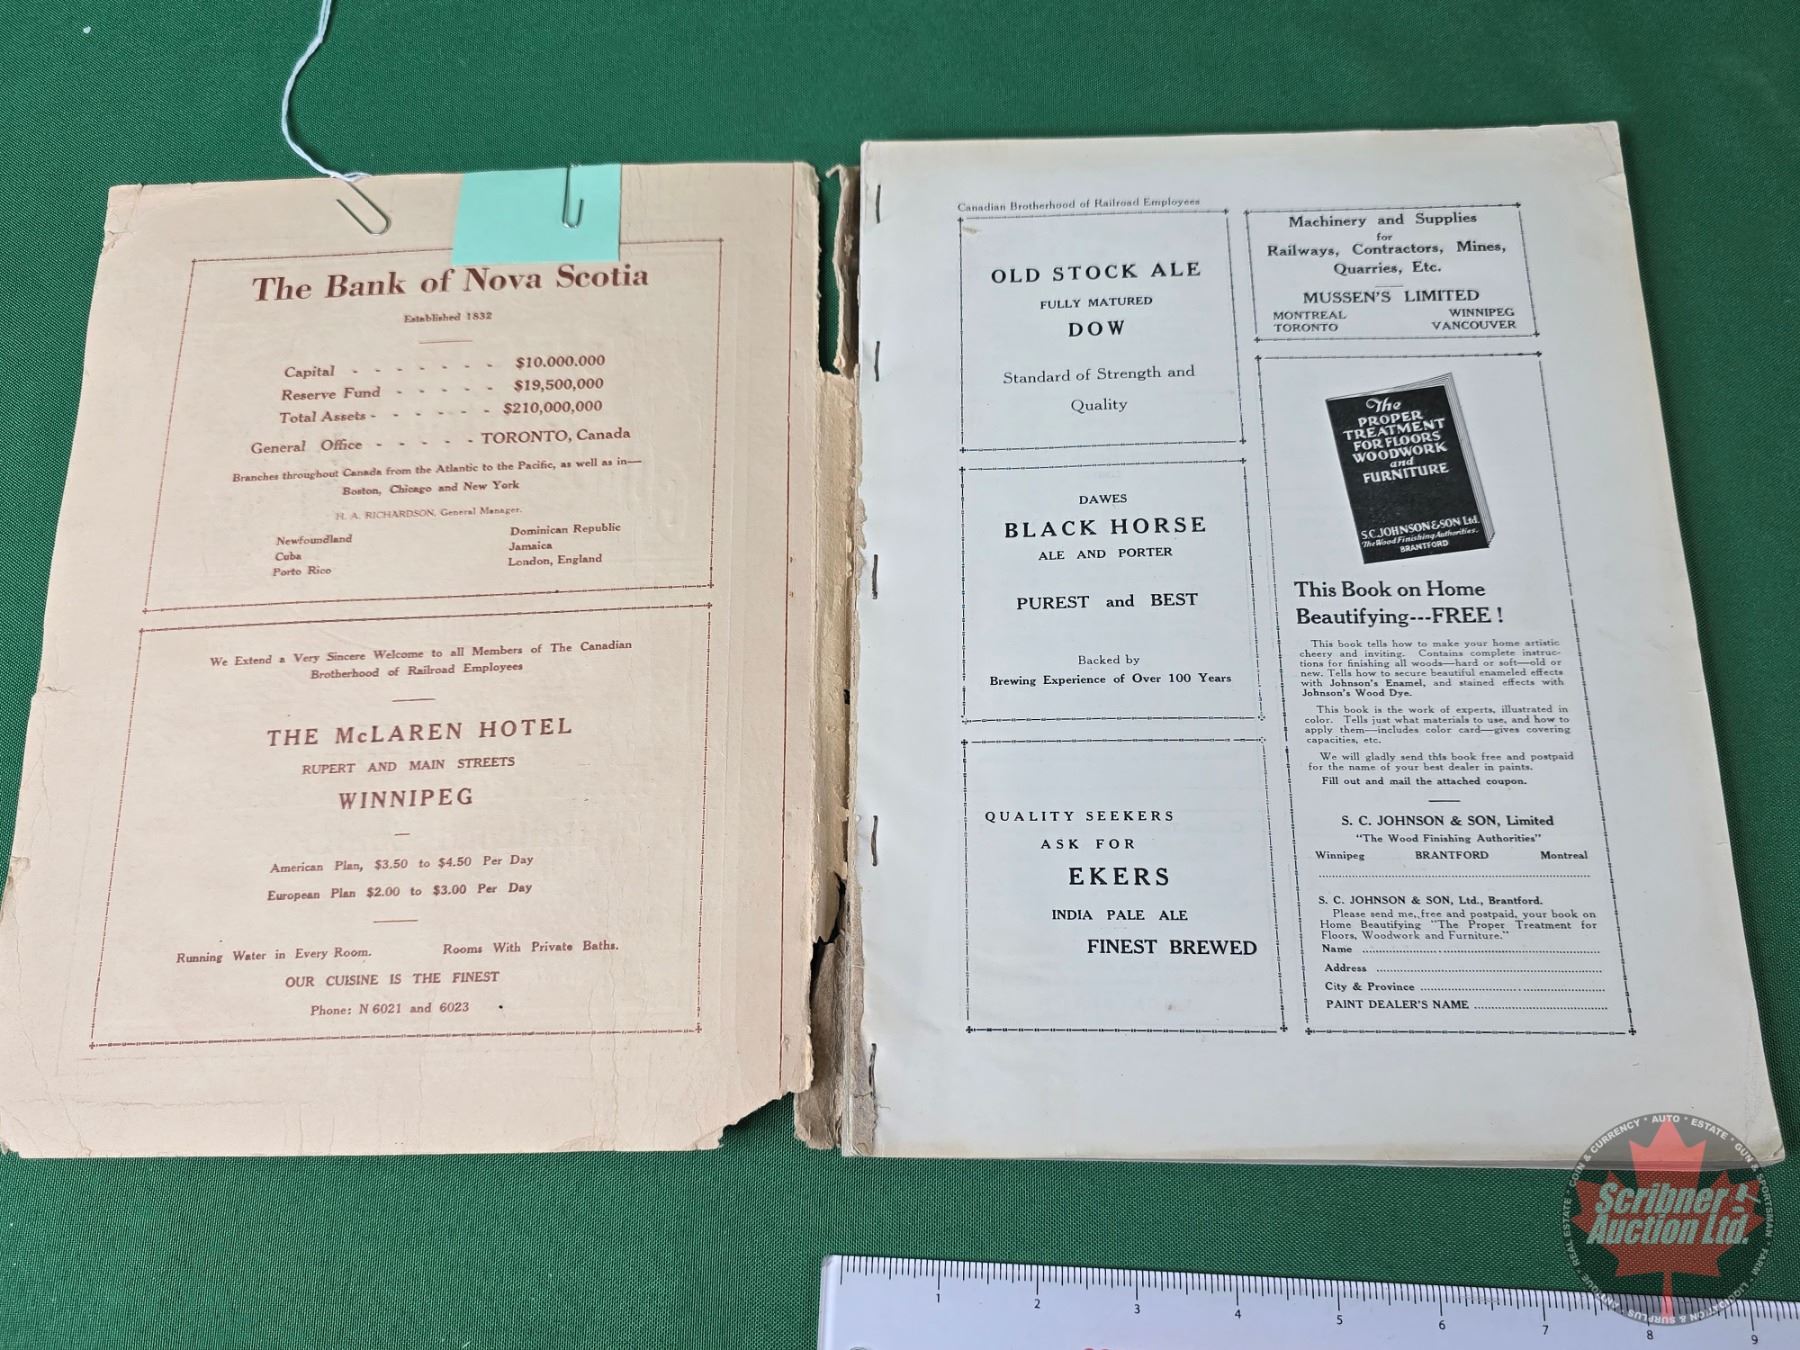 The Bank of Nova Scotia
Established 1832
Capital - - - - - - - $10.000.000
Reserve Fund - - - - - $19,500,000
Total Assets - - - - - - $210,000,000
General Office - - - - - TORONTO, Canada
Branches throughout Canada from the Atlantic to the Pacific, as well as in—
Boston, Chicago and New York
H. A. RICHARDSON, General Manager.
Newfoundland
Cuba
Porto Rico
Dominican Republic
Jamaica
London, England
We Extend a Very Sincere Welcome to all Members of The Canadian
Brotherhood of Railroad Employees
THE McLAREN HOTEL
RUPERT AND MAIN STREETS
WINNIPEG
American Plan, $3.50 to $4.50 Per Day
European Plan $2.00 to $3.00 Per Day
Running Water in Every Room. Rooms With Private Baths.
OUR CUISINE IS THE FINEST
Phone: N 6021 and 6023
Canadian Brotherhood of Railroad Employees
OLD STOCK ALE
FULLY MATURED
DOW
Standard of Strength and
Quality
DAWES
BLACK HORSE
ALE AND PORTER
PUREST and BEST
Backed by
Brewing Experience of Over 100 Years
QUALITY SEEKERS
ASK FOR
EKERS
INDIA PALE ALE
FINEST BREWED
Machinery and Supplies
for
Railways, Contractors, Mines,
Quarries, Etc.
MUSSEN'S LIMITED
MONTREAL WINNIPEG
TORONTO VANCOUVER
The
PROPER
TREATMENT
FOR FLOORS
WOODWORK
and
FURNITURE
S.C. JOHNSON & SON Ltd.
The Wood Finishing Authorities.
BRANTFORD
This Book on Home
Beautifying---FREE !
This book tells how to make your home artistic
cheery and inviting. Contains complete instruc-
tions for finishing all woods—hard or soft—old or
new. Tells how to secure beautiful enameled effects
with Johnson's Enamel, and stained effects with
Johnson's Wood Dye.
This book is the work of experts, illustrated in
color. Tells just what materials to use, and how to
apply them—includes color card—gives covering
capacities, etc.
We will gladly send this book free and postpaid
for the name of your best dealer in paints.
Fill out and mail the attached coupon.
S. C. JOHNSON & SON, Limited
"The Wood Finishing Authorities"
Winnipeg BRANTFORD Montreal
S. C. JOHNSON & SON, Ltd., Brantford.
Please send me, free and postpaid, your book on
Home Beautifying "The Proper Treatment for
Floors, Woodwork and Furniture."
Name
Address
City & Province
PAINT DEALER'S NAME
1 2 3 4 5 6 7 8 9
COIN & CURRENCY * AUTO * ESTATE * GUN & SPORTSMAN * FARM * LIQUIDATION & SURPLUS * ANTIQUE * REAL ESTATE *
Scribner
Auction Ltd.